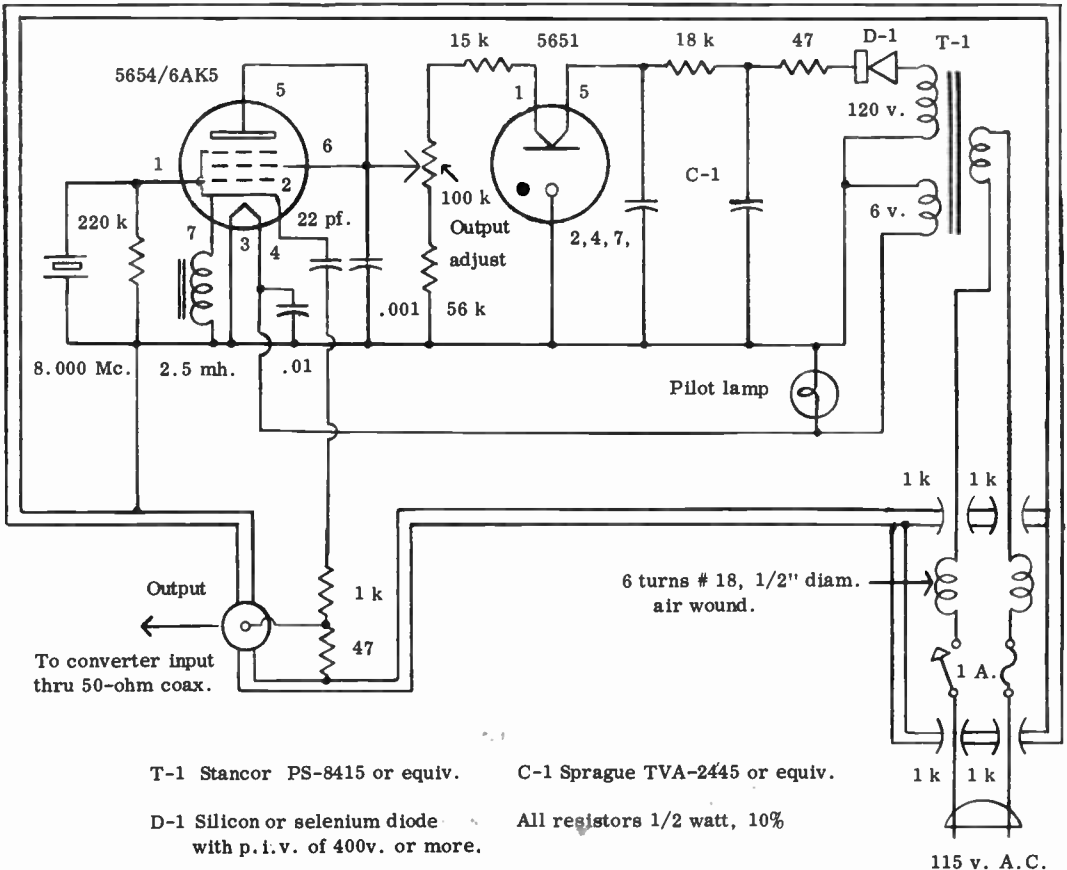 15 k
5651
18 k
47
D-1
T-1
5654/6AK5
5
1
5
120 v.
1
6
2
100 k
C-1
220 k
22 pf.
Output
adjust
6 v.
7
3
4
2,4,7,
.001
56 k
8.000 Mc.
2.5 mh.
.01
Pilot lamp
1 k
1 k
Output
1 k
6 turns # 18, 1/2" diam.
air wound.
47
To converter input
thru 50-ohm coax.
1 A.
T-1 Stancor PS-8415 or equiv.
C-1 Sprague TVA-2445 or equiv.
1 k
1 k
D-1 Silicon or selenium diode
with p.i.v. of 400v. or more.
All resistors 1/2 watt, 10%
115 v. A.C.